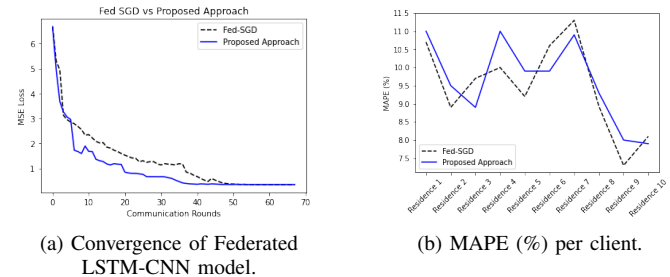 Fed SGD vs Proposed Approach
Fed-SGD
Proposed Approach
MSE Loss
6
5
4
3
2
1
0
10
20
30
40
50
60
70
Communication Rounds
(a) Convergence of Federated
LSTM-CNN model.
MAPE (%)
11.5
11.0
10.5
10.0
9.5
9.0
8.5
8.0
7.5
Fed-SGD
Proposed Approach
Residence 1
Residence 2
Residence 3
Residence 4
Residence 5
Residence 6
Residence 7
Residence 8
Residence 9
Residence 10
(b) MAPE (%) per client.